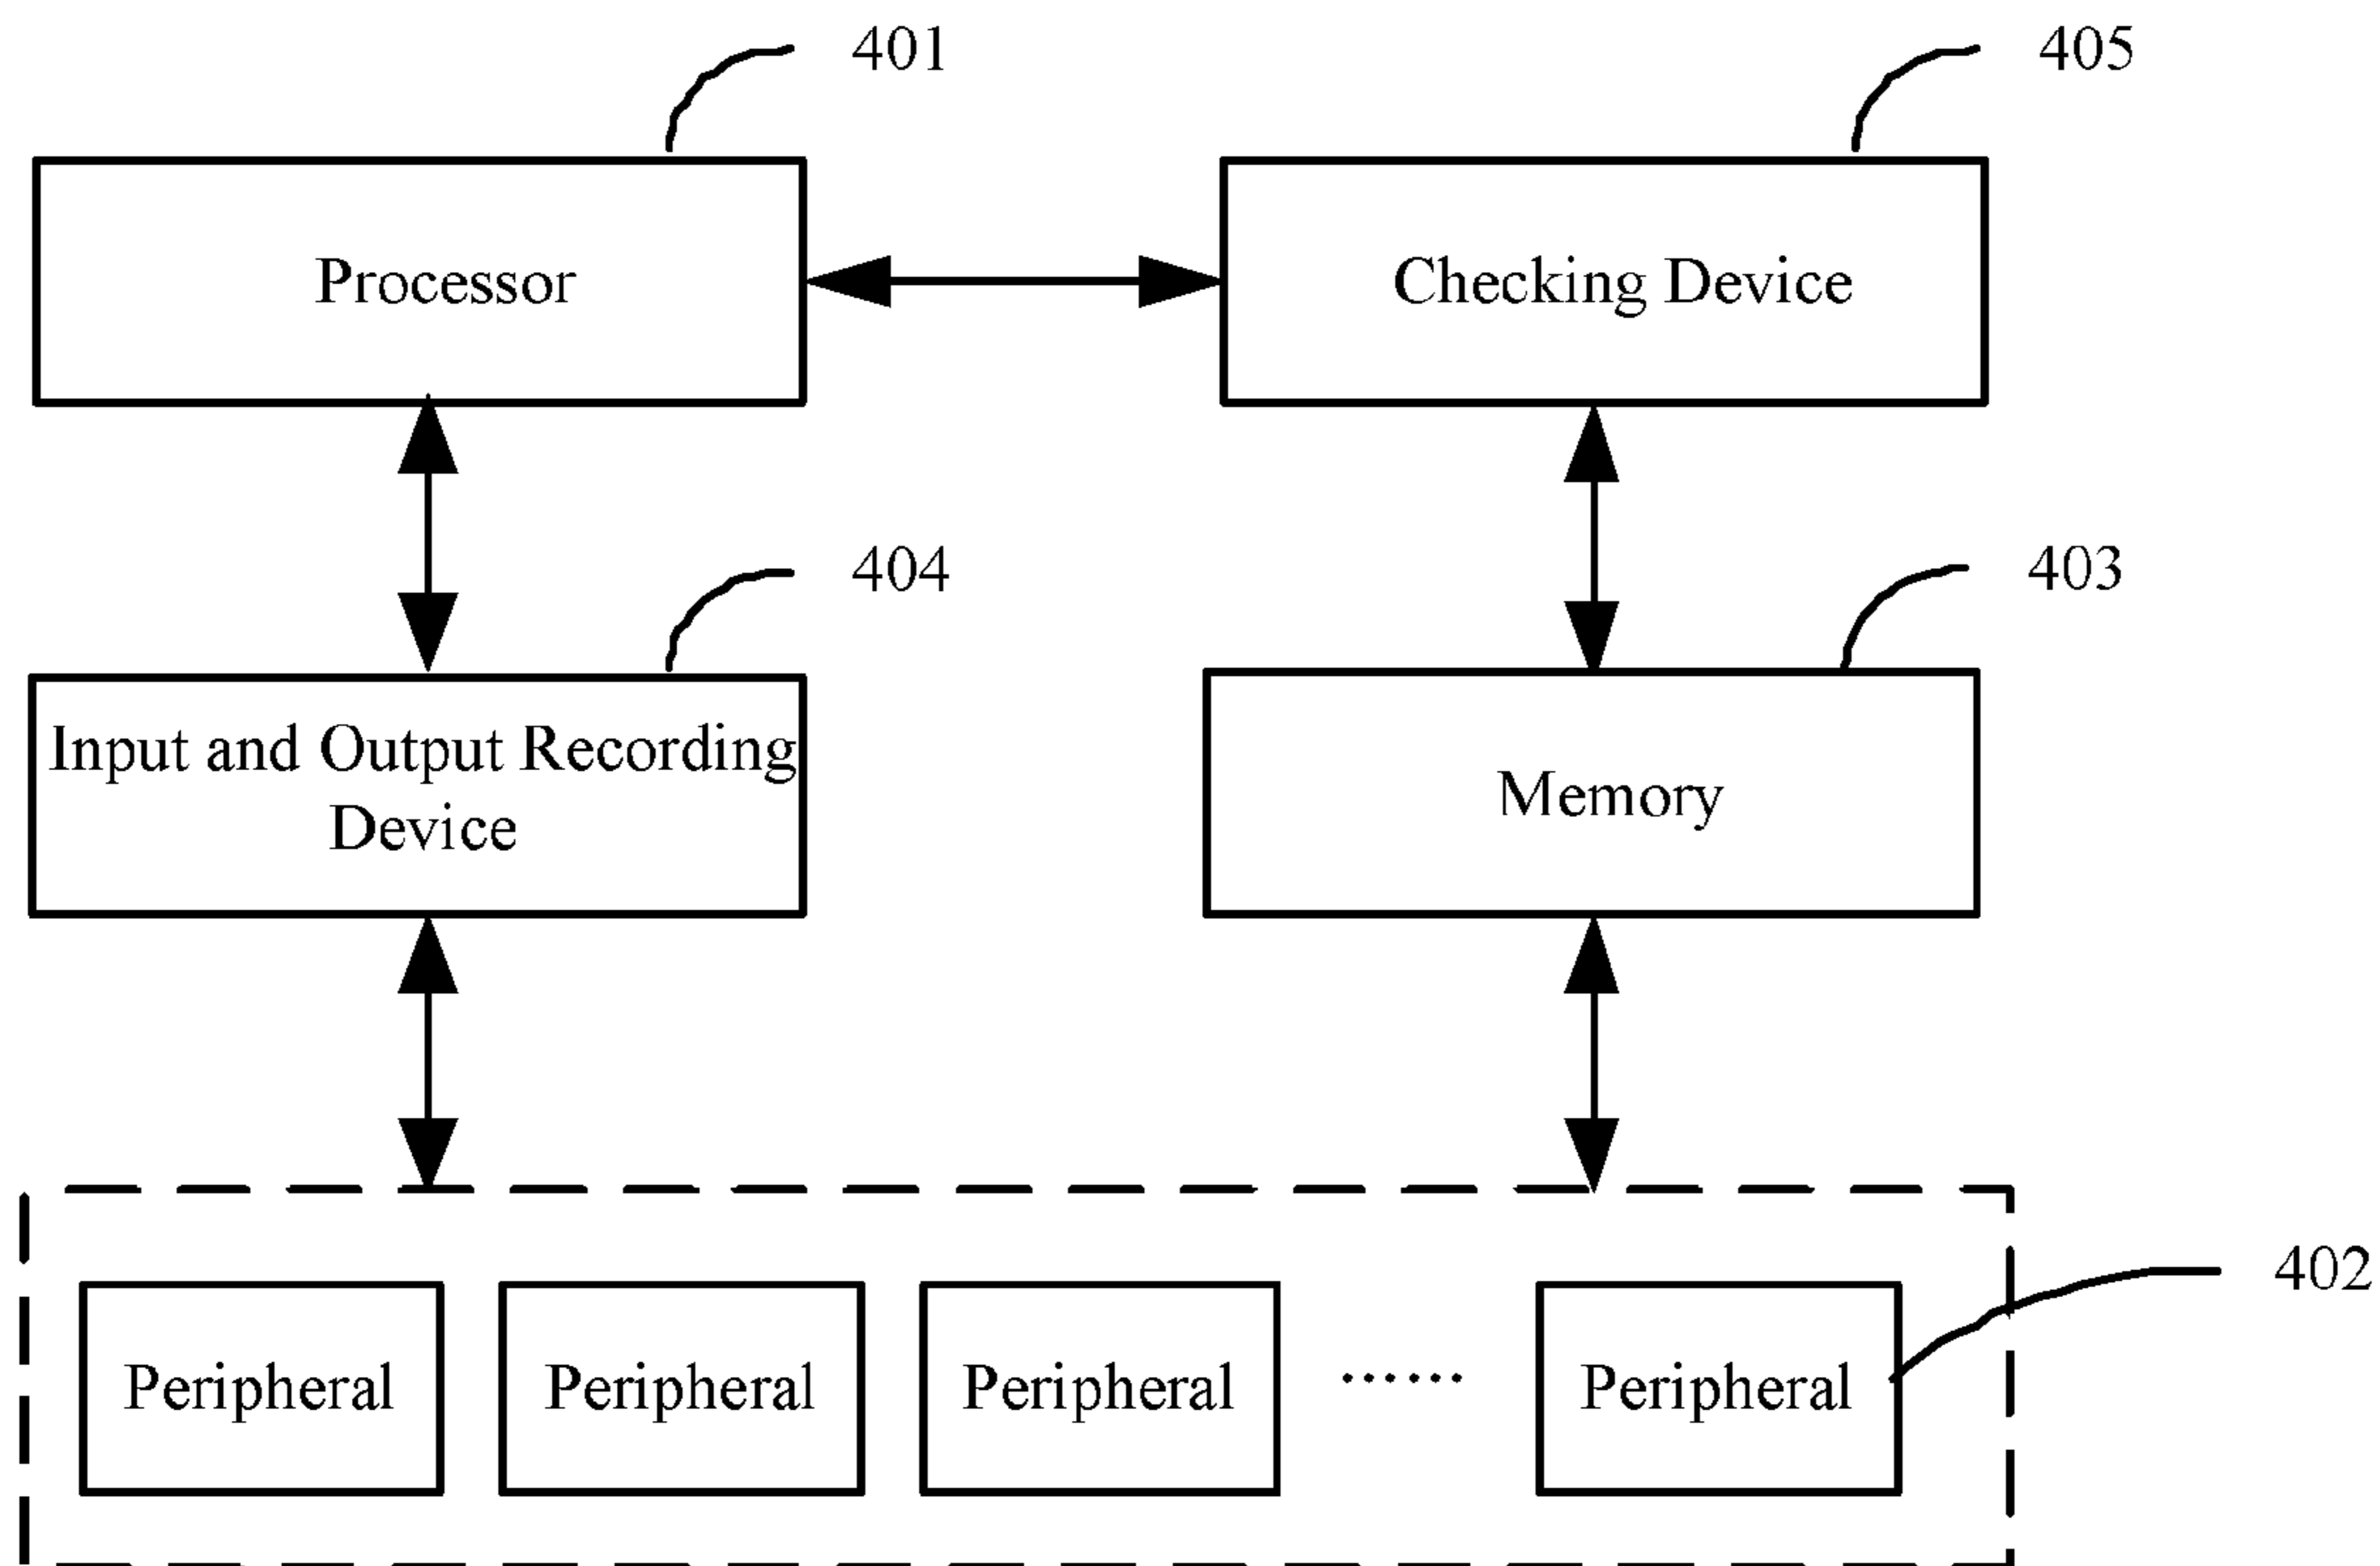 401
405
Processor
Checking Device
404
403
Input and Output Recording
Device
Memory
402
Peripheral
Peripheral
Peripheral
......
Peripheral